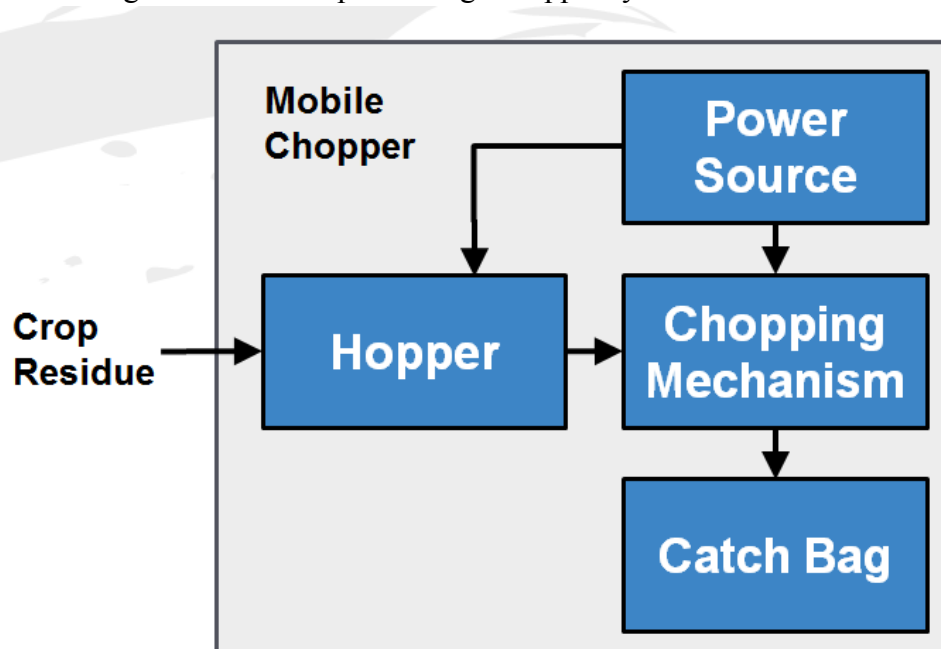 Mobile
Chopper
Power
Source
Crop
Residue
Hopper
Chopping
Mechanism
Catch Bag